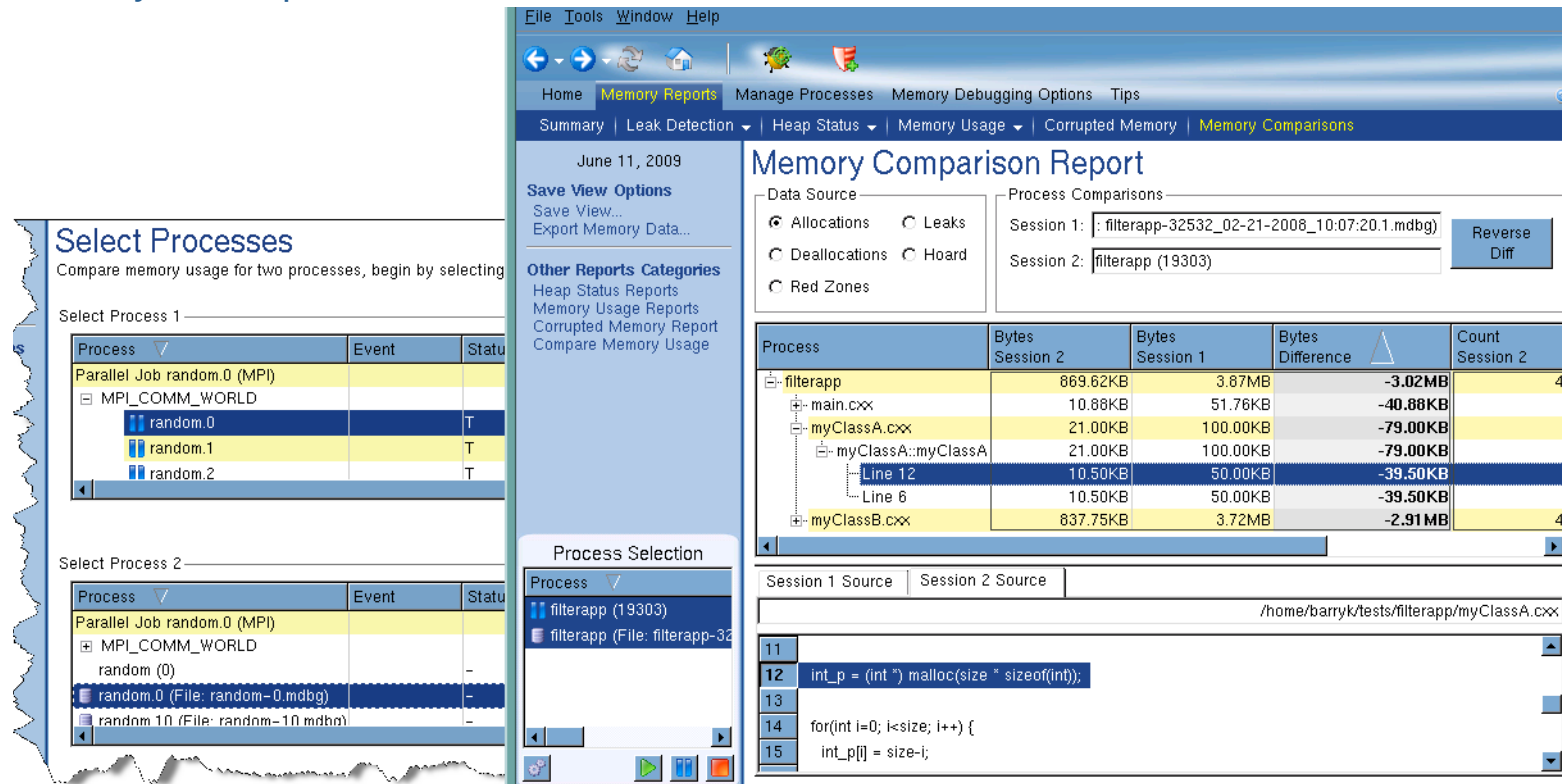 Select Processes
Compare memory usage for two processes, begin by selecting
Select Process 1
Process Event Statu
Parallel Job random.0 (MPI)
MPI_COMM_WORLD
random.0 T
random.1 T
random.2 T
Select Process 2
Process Event Statu
Parallel Job random.0 (MPI)
MPI_COMM_WORLD
random (0) –
random.0 (File: random-0.mdbg) –
random.10 (File: random-10.mdbg) –
File Tools Window Help
Home Memory Reports Manage Processes Memory Debugging Options Tips
Summary | Leak Detection | Heap Status | Memory Usage | Corrupted Memory | Memory Comparisons
June 11, 2009
Save View Options
Save View...
Export Memory Data...
Other Reports Categories
Heap Status Reports
Memory Usage Reports
Corrupted Memory Report
Compare Memory Usage
Process Selection
Process
filterapp (19303)
filterapp (File: filterapp-32
Memory Comparison Report
Data Source
Allocations Leaks
Deallocations Hoard
Red Zones
Process Comparisons
Session 1: : filterapp-32532_02-21-2008_10:07:20.1.mdbg)
Session 2: filterapp (19303)
Reverse
Diff
Process Bytes Session 2 Bytes Session 1 Bytes Difference Count Session 2
filterapp 869.62KB 3.87MB -3.02MB 4
main.cxx 10.88KB 51.76KB -40.88KB
myClassA.cxx 21.00KB 100.00KB -79.00KB
myClassA::myClassA 21.00KB 100.00KB -79.00KB
Line 12 10.50KB 50.00KB -39.50KB
Line 6 10.50KB 50.00KB -39.50KB
myClassB.cxx 837.75KB 3.72MB -2.91MB 4
Session 1 Source Session 2 Source
/home/barryk/tests/filterapp/myClassA.cxx
11
12 int_p = (int *) malloc(size * sizeof(int));
13
14 for(int i=0; i<size; i++) {
15 int_p[i] = size-i;